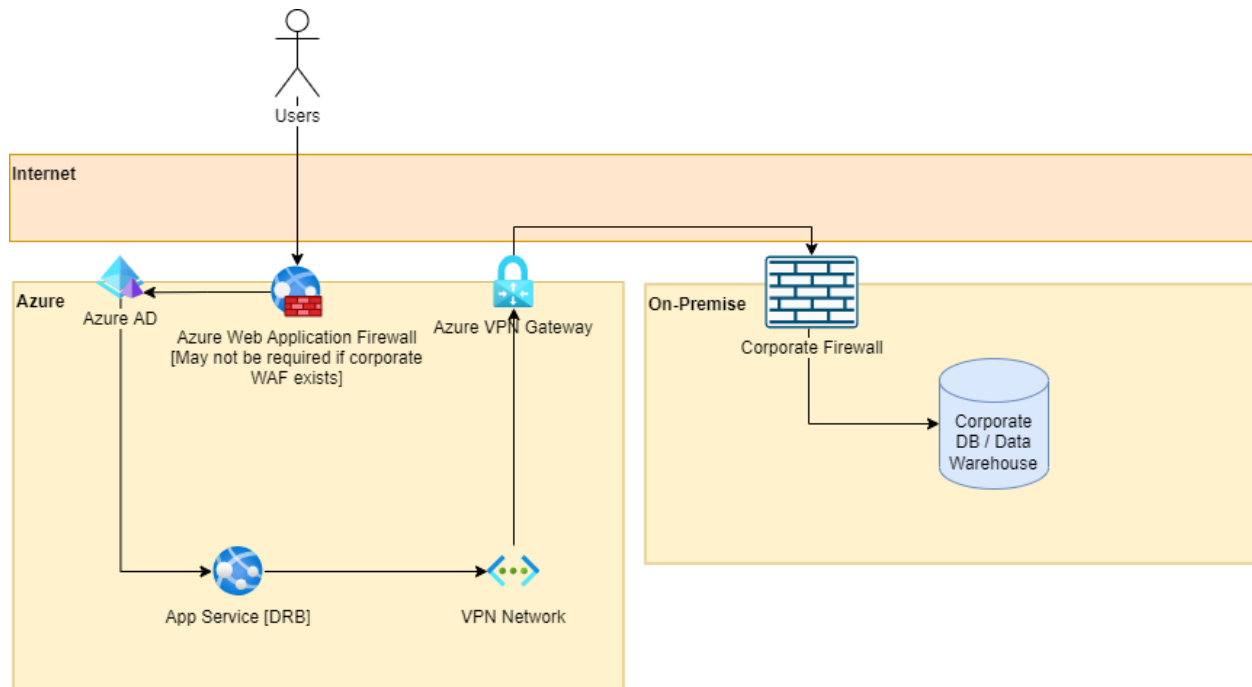 Users
Internet
Azure
Azure AD
Azure Web Application Firewall
[May not be required if corporate
WAF exists]
Azure VPN Gateway
On-Premise
Corporate Firewall
Corporate
DB / Data
Warehouse
App Service [DRB]
VPN Network